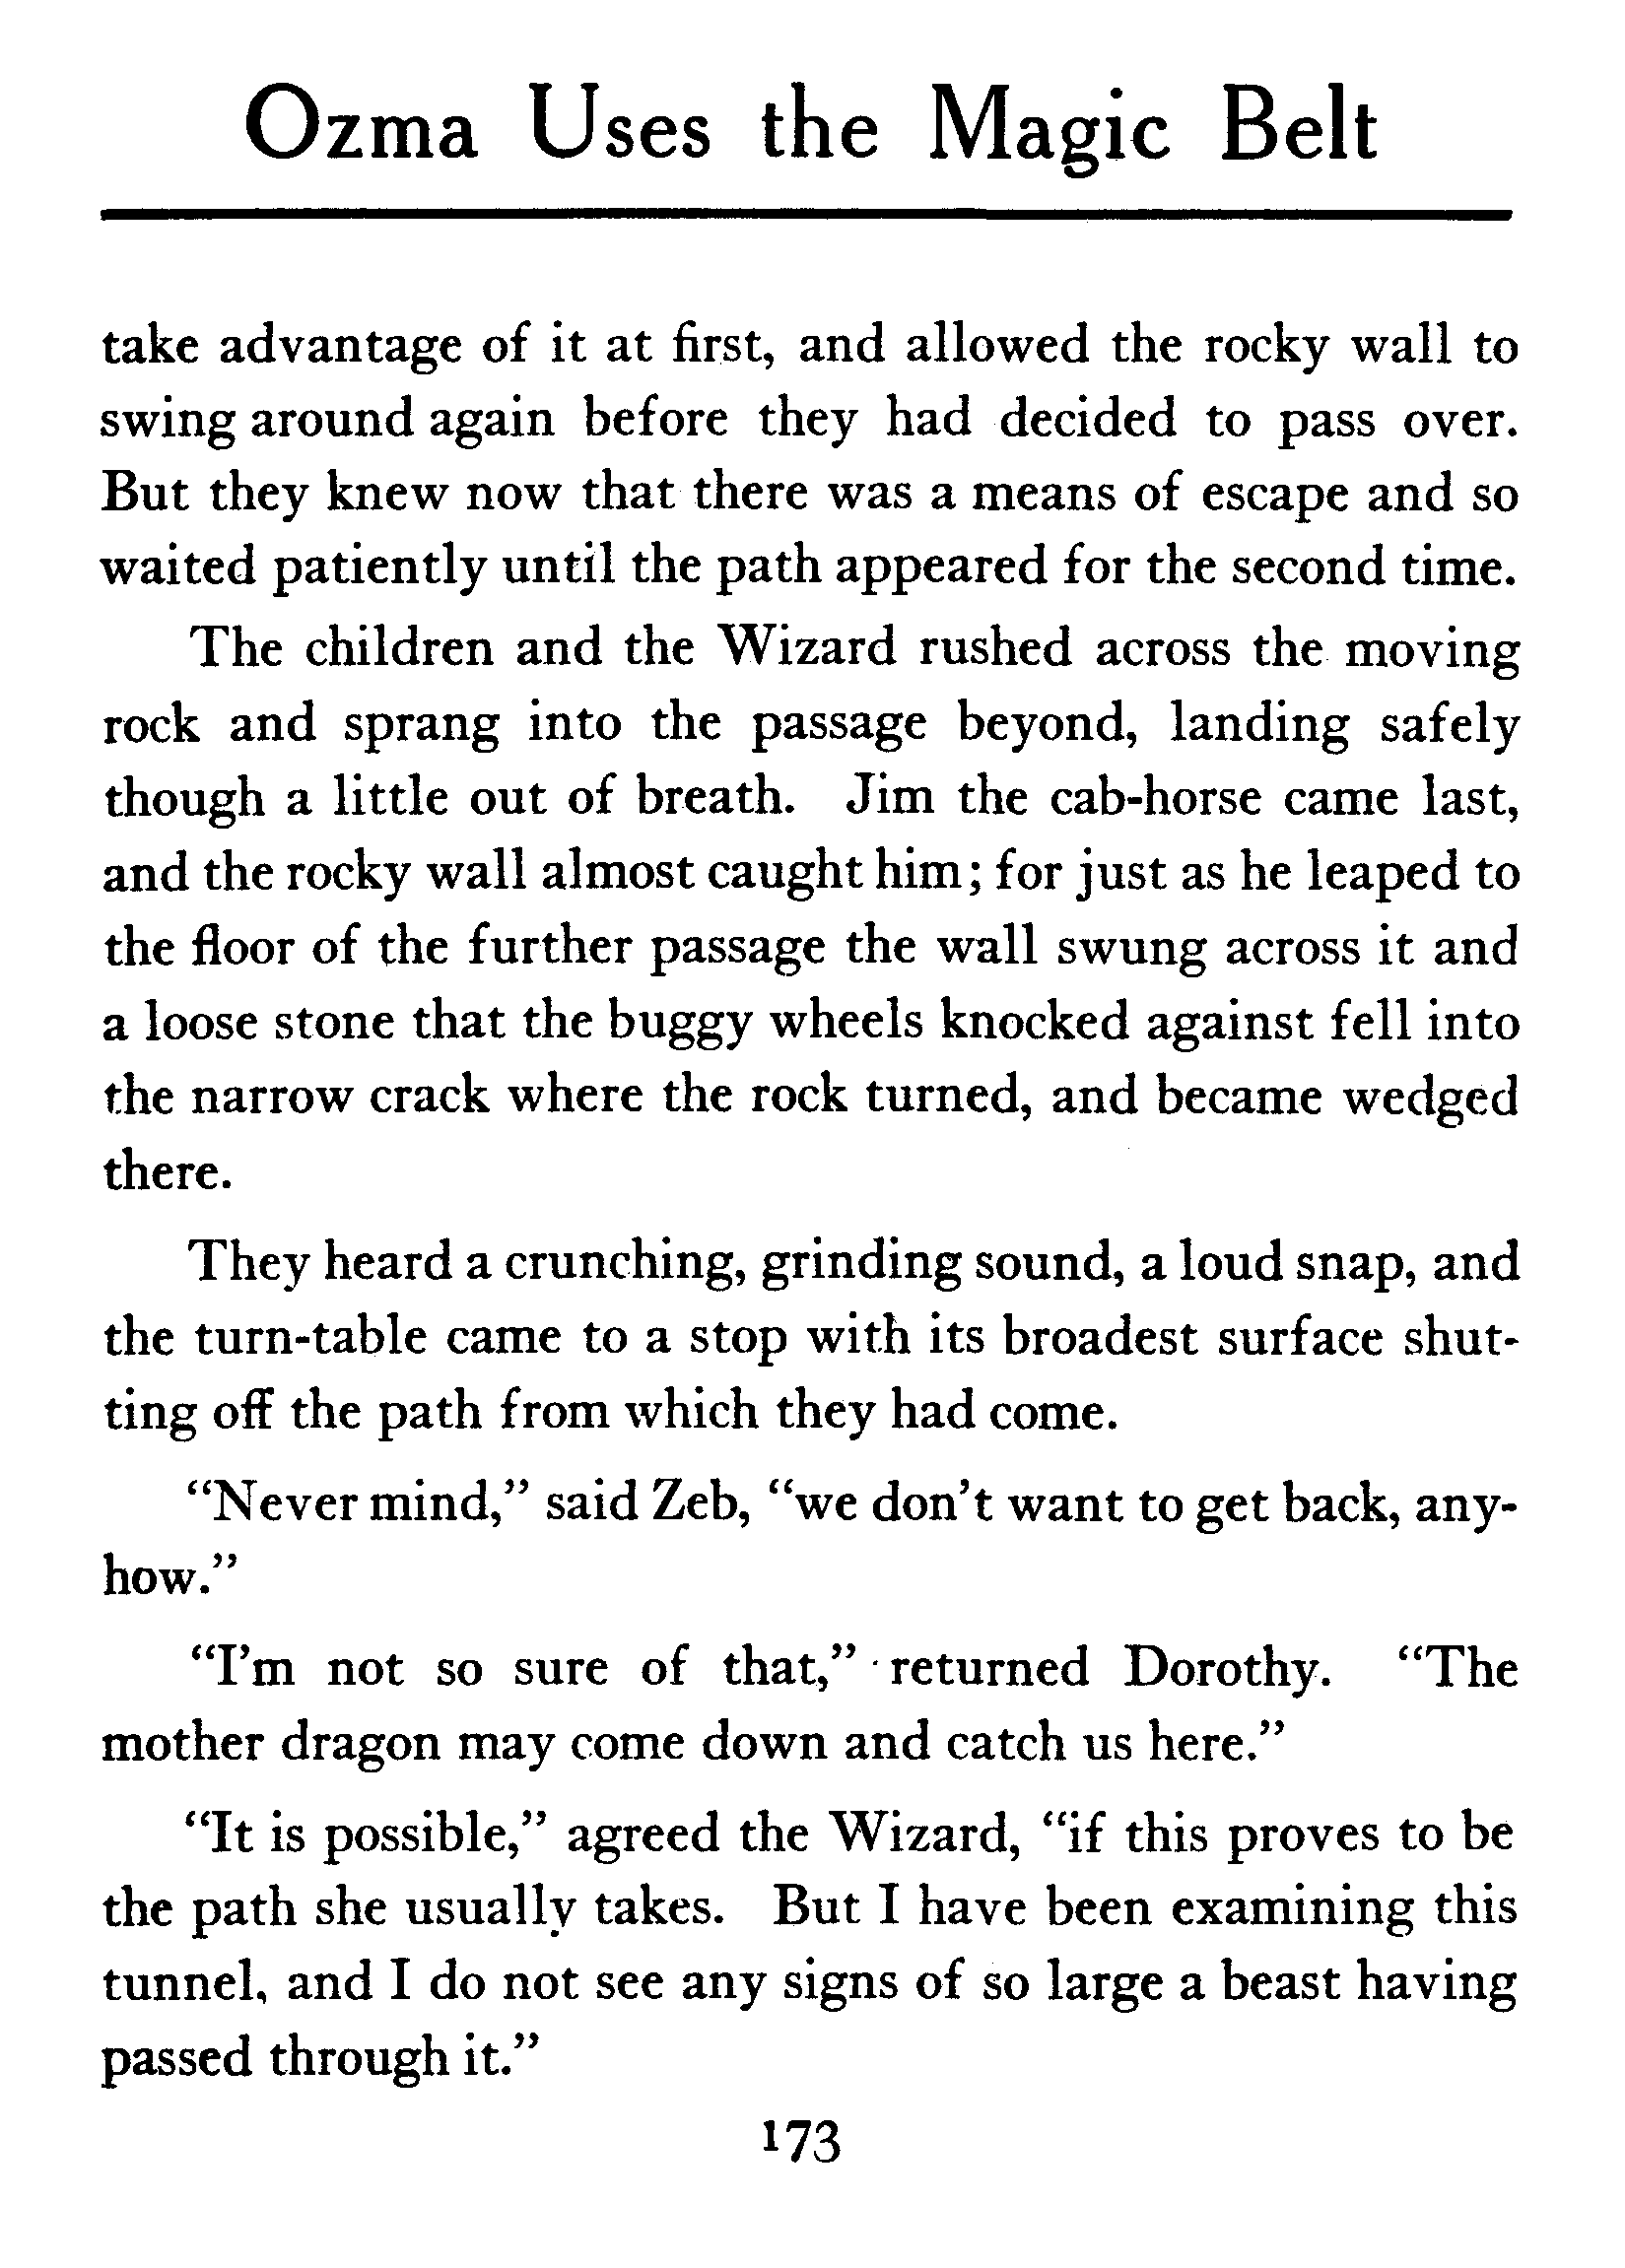 Ozma Uses the Magic Belt
take advantage of it at first, and allowed the rocky wall to
swing around again before they had decided to pass over.
But they knew now that there was a means of escape and so
waited patiently until the path appeared for the second time.
The children and the Wizard rushed across the moving
rock and sprang into the passage beyond, landing safely
though a little out of breath. Jim the cab-horse came last,
and the rocky wall almost caught him; for just as he leaped to
the floor of the further passage the wall swung across it and
a loose stone that the buggy wheels knocked against fell into
the narrow crack where the rock turned, and became wedged
there.
They heard a crunching, grinding sound, a loud snap, and
the turn-table came to a stop with its broadest surface shut-
ting off the path from which they had come.
“Never mind,” said Zeb, “we don’t want to get back, any-
how.”
“I’m not so sure of that,” returned Dorothy. “The
mother dragon may come down and catch us here.”
“It is possible,” agreed the Wizard, “if this proves to be
the path she usually takes. But I have been examining this
tunnel, and I do not see any signs of so large a beast having
passed through it.”
173